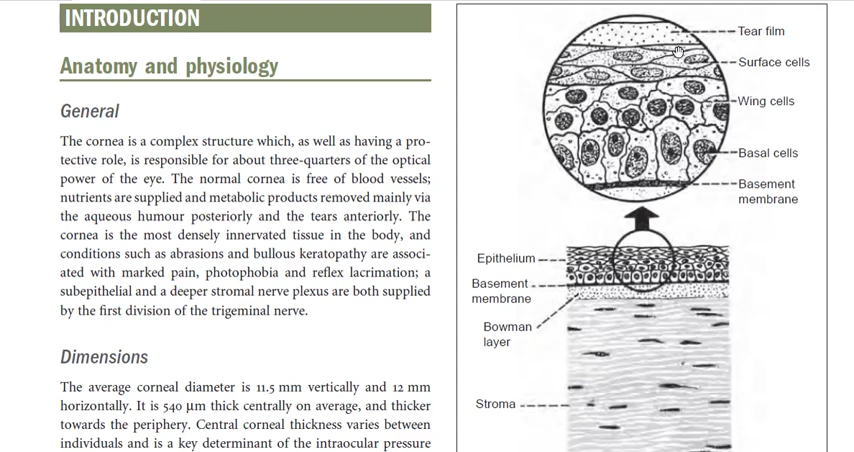 INTRODUCTION
Anatomy and physiology
General
The cornea is a complex structure which, as well as having a pro-
tective role, is responsible for about three-quarters of the optical
power of the eye. The normal cornea is free of blood vessels;
nutrients are supplied and metabolic products removed mainly via
the aqueous humour posteriorly and the tears anteriorly. The
cornea is the most densely innervated tissue in the body, and
conditions such as abrasions and bullous keratopathy are associ-
ated with marked pain, photophobia and reflex lacrimation; a
subepithelial and a deeper stromal nerve plexus are both supplied
by the first division of the trigeminal nerve.
Dimensions
The average corneal diameter is 11.5 mm vertically and 12 mm
horizontally. It is 540 μm thick centrally on average, and thicker
towards the periphery. Central corneal thickness varies between
individuals and is a key determinant of the intraocular pressure
Tear film
Surface cells
Wing cells
Basal cells
Basement
membrane
Epithelium
Basement
membrane
Bowman
layer
Stroma